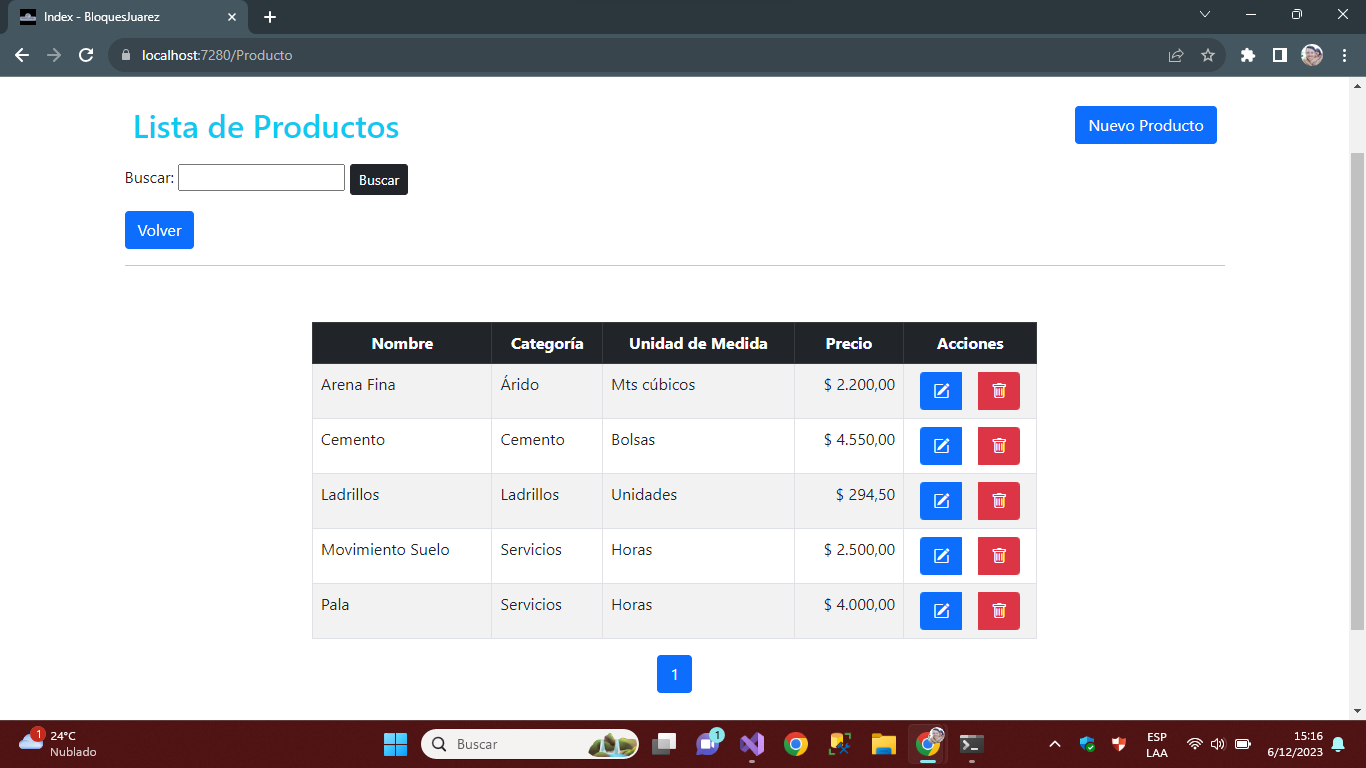 Index - BloquesJuarez
localhost:7280/Producto
Lista de Productos
Nuevo Producto
Buscar:
Buscar
Volver
Nombre Categoría Unidad de Medida Precio Acciones
Arena Fina Árido Mts cúbicos $ 2.200,00
Cemento Cemento Bolsas $ 4.550,00
Ladrillos Ladrillos Unidades $ 294,50
Movimiento Suelo Servicios Horas $ 2.500,00
Pala Servicios Horas $ 4.000,00
1
1
24°C
Nublado
Buscar
1
ESP
LAA
15:16
6/12/2023